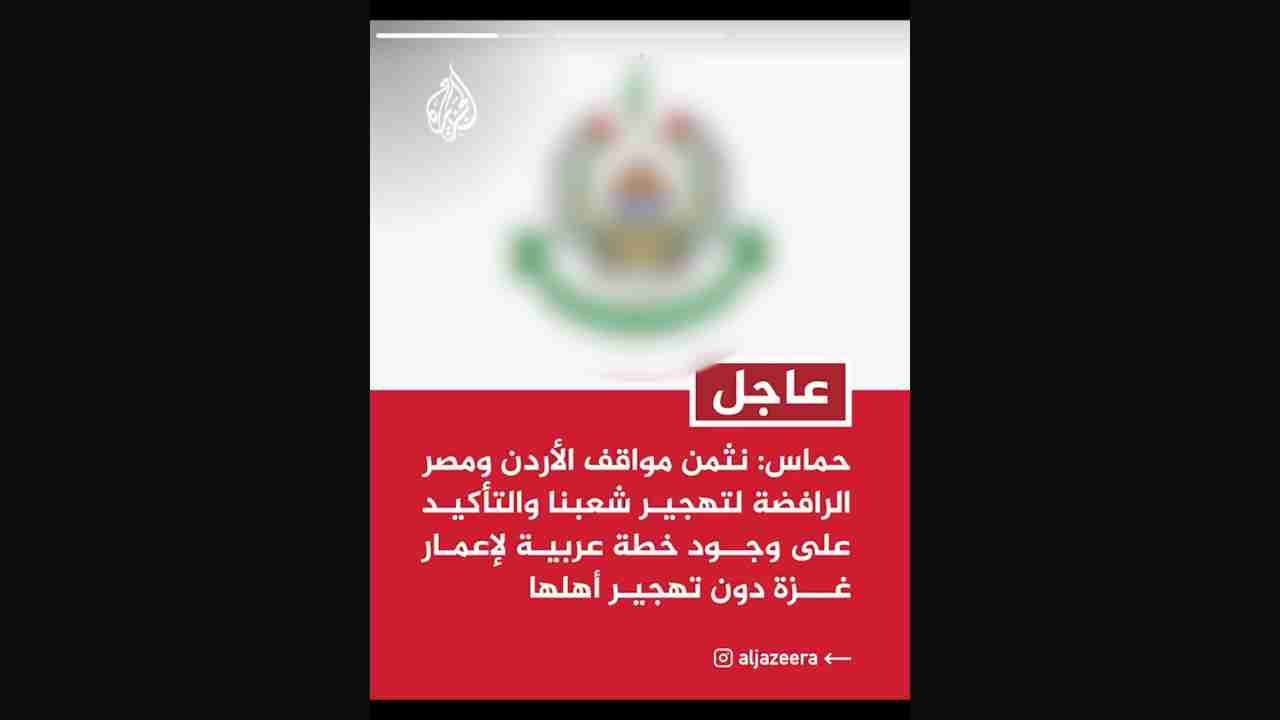 الجزيرة
عاجل
حماس: نثمن مواقف الأردن ومصر
الرافضة لتهجير شعبنا والتأكيد
على وجود خطة عربية لإعمار
غزة دون تهجير أهلها
aljazeera